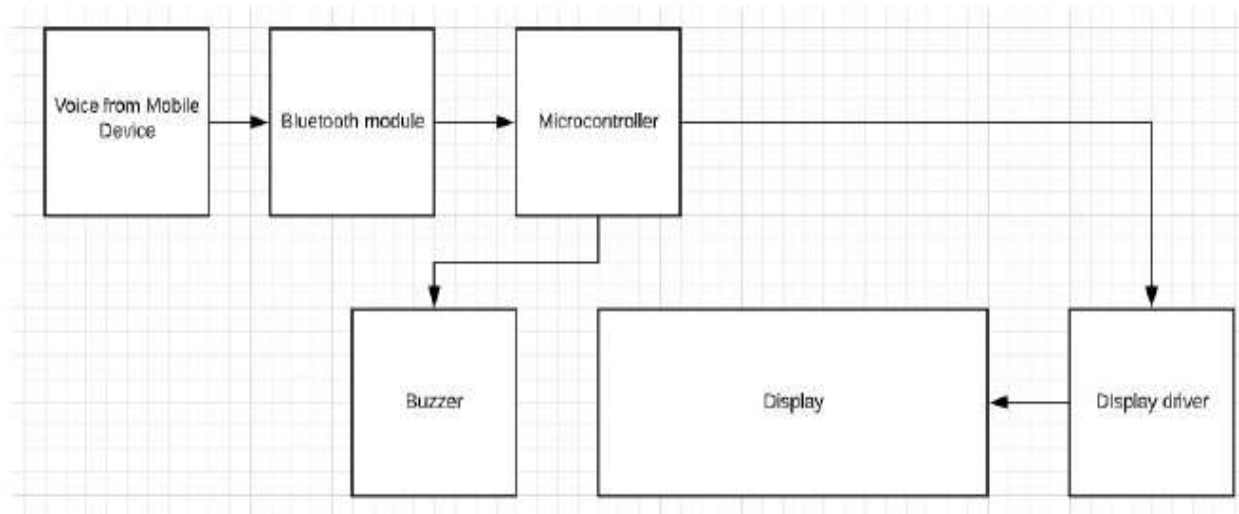 Voice from Mobile
Device
Bluetooth module
Microcontroller
Buzzer
Display
Display driver